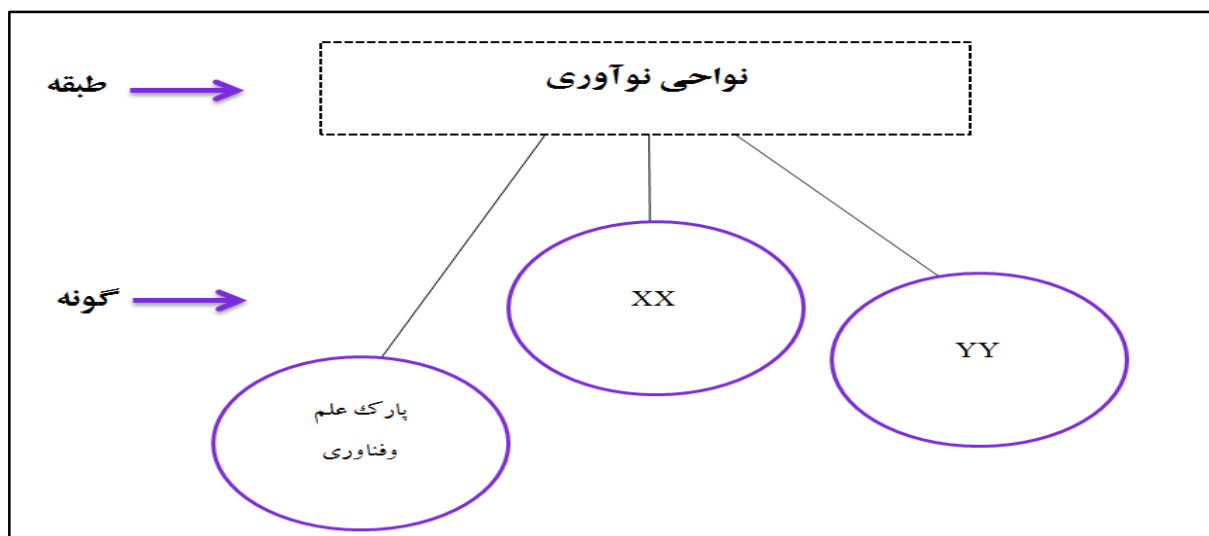 نواحی نوآوری
طبقه
گونه
XX
YY
پارک علم
وفناوری